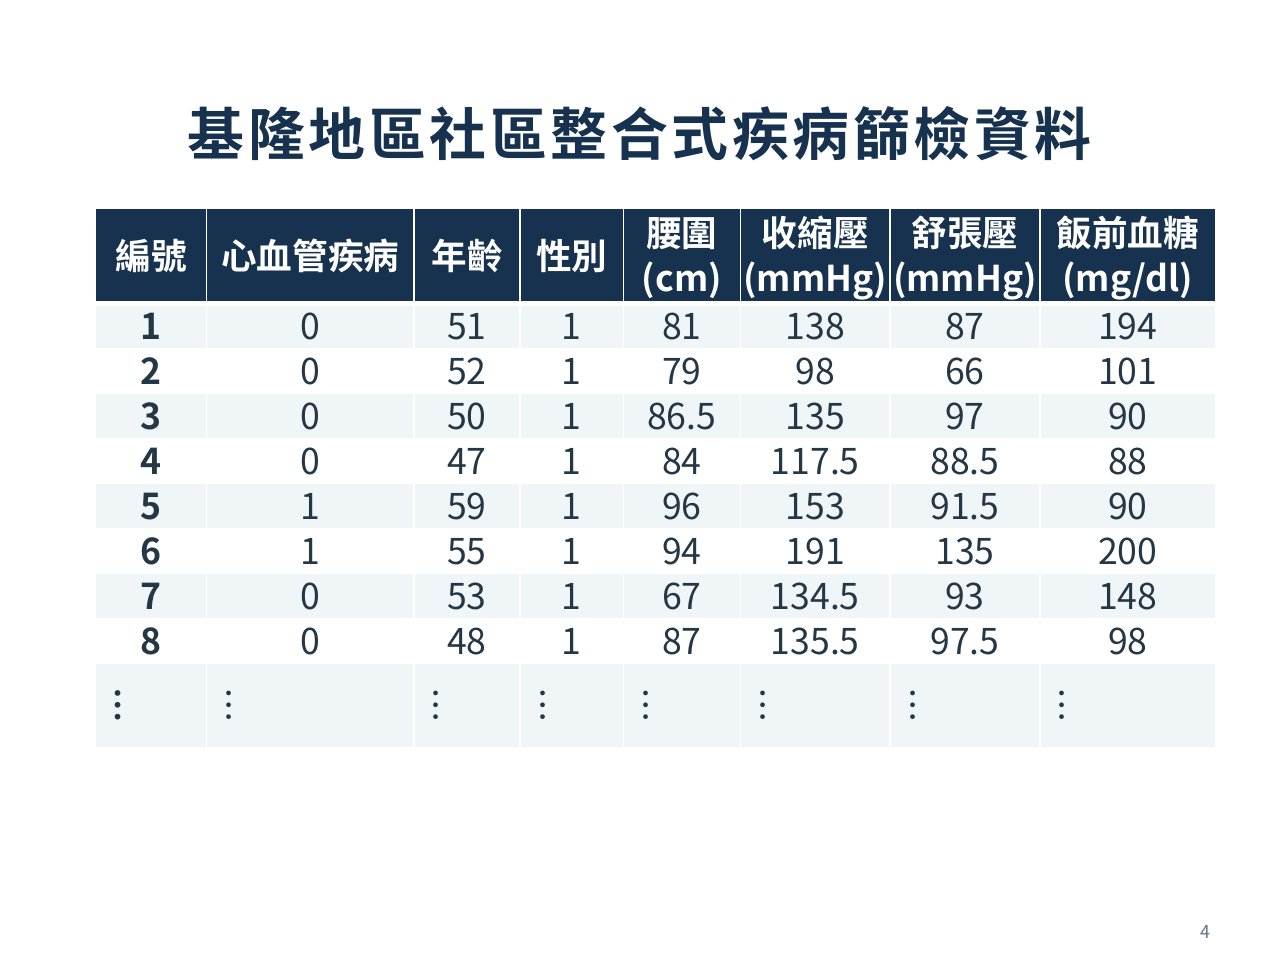 基隆地區社區整合式疾病篩檢資料
編號 心血管疾病 年齡 性別 腰圍 (cm) 收縮壓 (mmHg) 舒張壓 (mmHg) 飯前血糖 (mg/dl)
1 0 51 1 81 138 87 194
2 0 52 1 79 98 66 101
3 0 50 1 86.5 135 97 90
4 0 47 1 84 117.5 88.5 88
5 1 59 1 96 153 91.5 90
6 1 55 1 94 191 135 200
7 0 53 1 67 134.5 93 148
8 0 48 1 87 135.5 97.5 98
⋮ ⋮ ⋮ ⋮ ⋮ ⋮ ⋮ ⋮
4